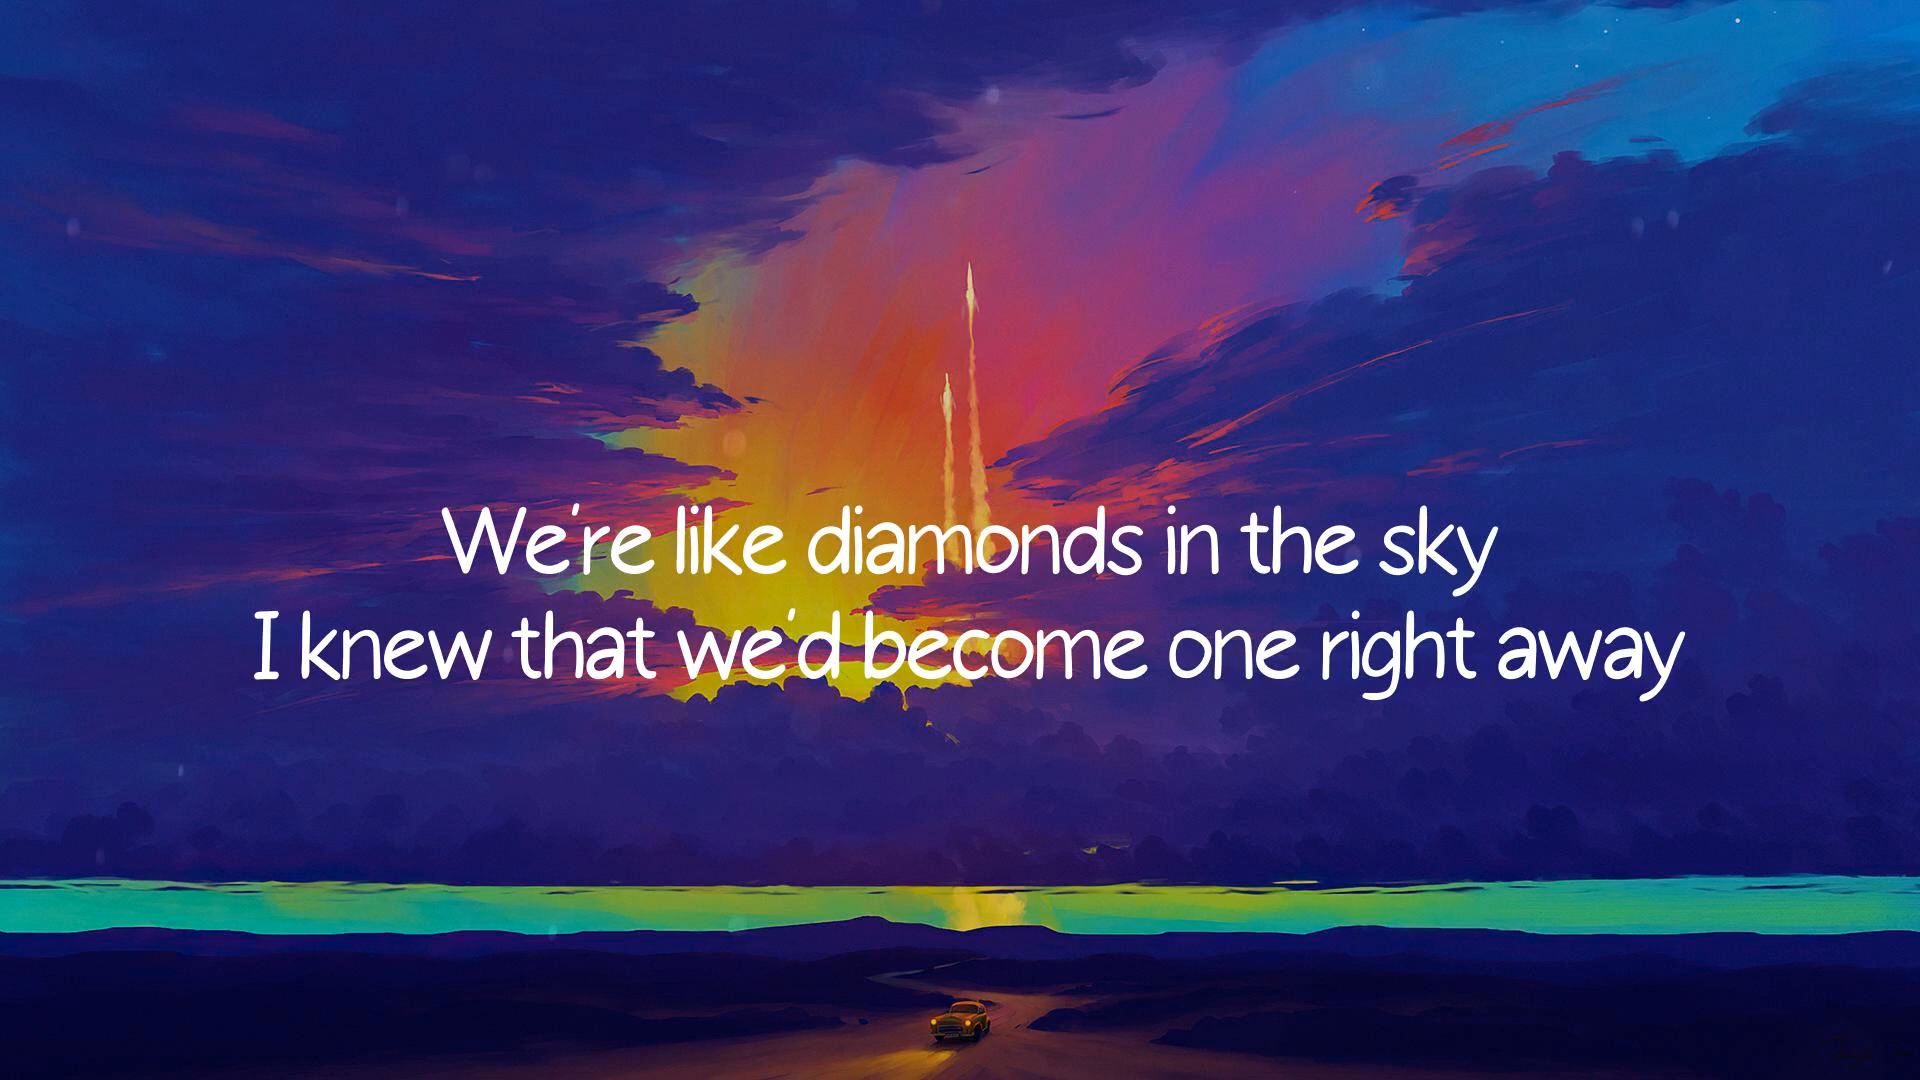 We're like diamonds in the sky
I knew that we'd become one right away